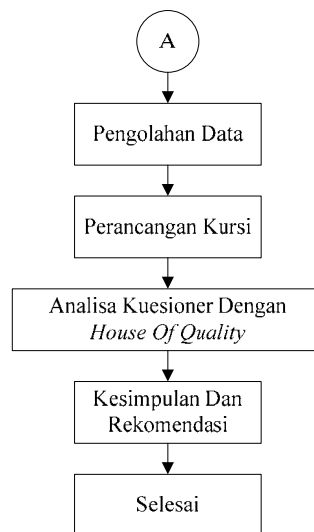 A
Pengolahan Data
Perancangan Kursi
Analisa Kuesioner Dengan
House Of Quality
Kesimpulan Dan
Rekomendasi
Selesai